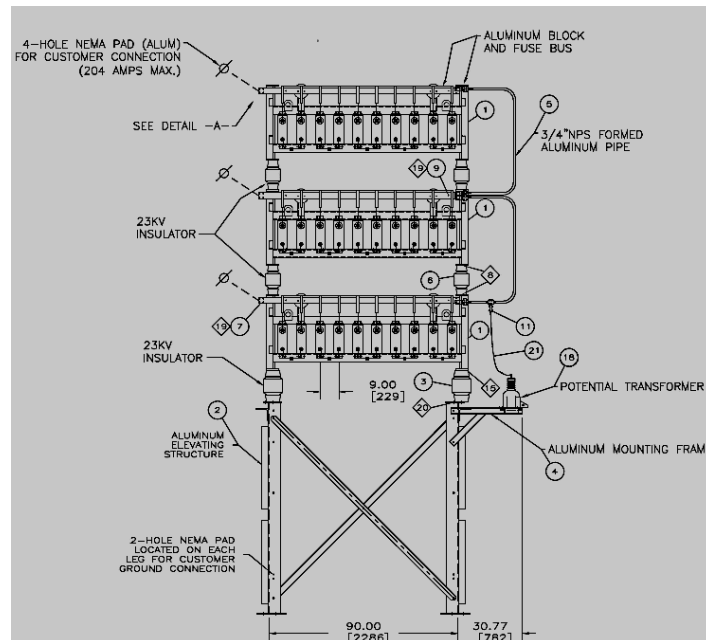 4-HOLE NEMA PAD (ALUM)
FOR CUSTOMER CONNECTION
(204 AMPS MAX.)
ALUMINUM BLOCK
AND FUSE BUS
SEE DETAIL -A-
1
5
3/4"NPS FORMED
ALUMINUM PIPE
19
9
1
23KV
INSULATOR
6
8
19
7
11
1
21
18
23KV
INSULATOR
9.00
[229]
3
15
POTENTIAL TRANSFORMER
2
20
ALUMINUM
ELEVATING
STRUCTURE
ALUMINUM MOUNTING FRAM
4
2-HOLE NEMA PAD
LOCATED ON EACH
LEG FOR CUSTOMER
GROUND CONNECTION
90.00
[2286]
30.77
[782]